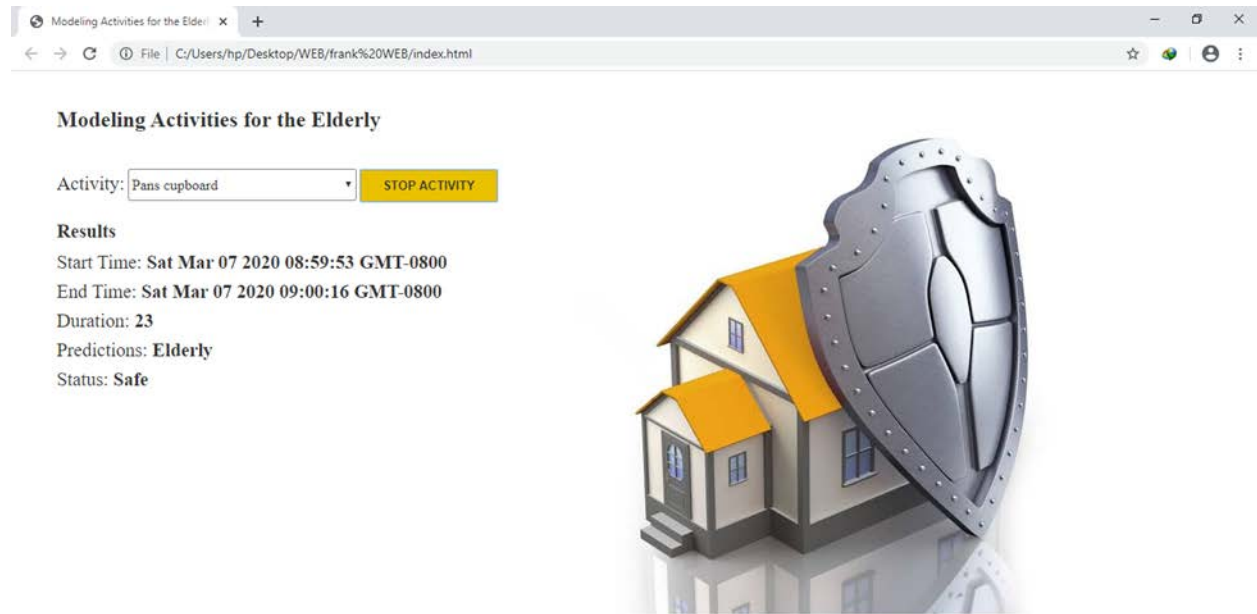 Modeling Activities for the Elderl
File | C:/Users/hp/Desktop/WEB/frank%20WEB/index.html
Modeling Activities for the Elderly
Activity: Pans cupboard STOP ACTIVITY
Results
Start Time: Sat Mar 07 2020 08:59:53 GMT-0800
End Time: Sat Mar 07 2020 09:00:16 GMT-0800
Duration: 23
Predictions: Elderly
Status: Safe